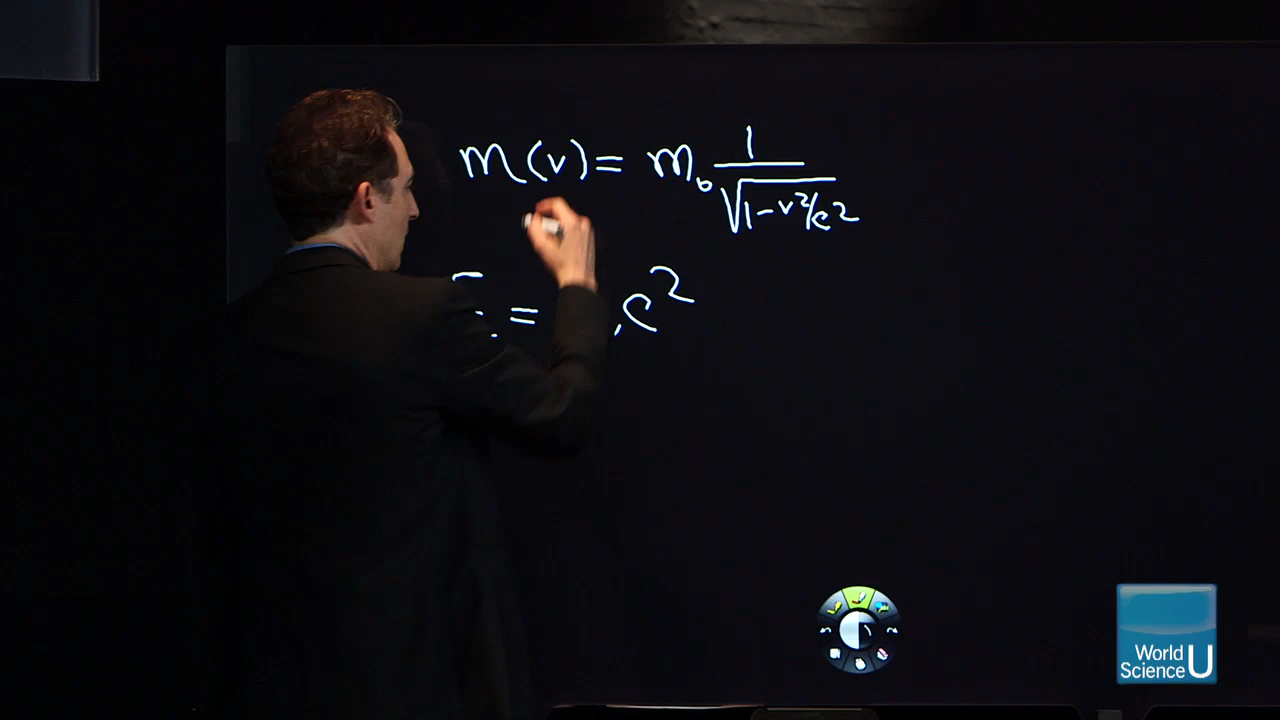 m(v) = m₀ 1/√1-v²/c²
= c²
World
Science U